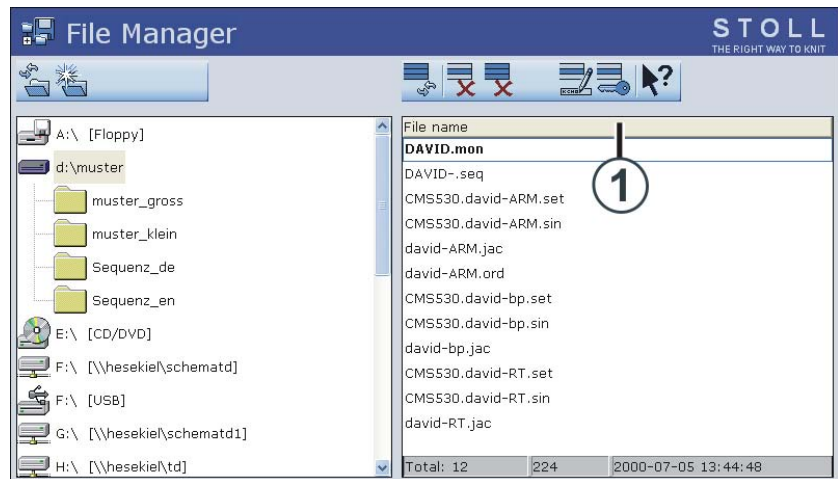 File Manager
STOLL
THE RIGHT WAY TO KNIT
A:\ [Floppy]
d:\muster
muster_gross
muster_klein
Sequenz_de
Sequenz_en
E:\ [CD/DVD]
F:\ [\\hesekiel\schematd]
F:\ [USB]
G:\ [\\hesekiel\schematd1]
H:\ [\\hesekiel\td]
?
File name
1
DAVID.mon
DAVID-.seq
CMS530.david-ARM.set
CMS530.david-ARM.sin
david-ARM.jac
david-ARM.ord
CMS530.david-bp.set
CMS530.david-bp.sin
david-bp.jac
CMS530.david-RT.set
CMS530.david-RT.sin
david-RT.jac
Total: 12 224 2000-07-05 13:44:48